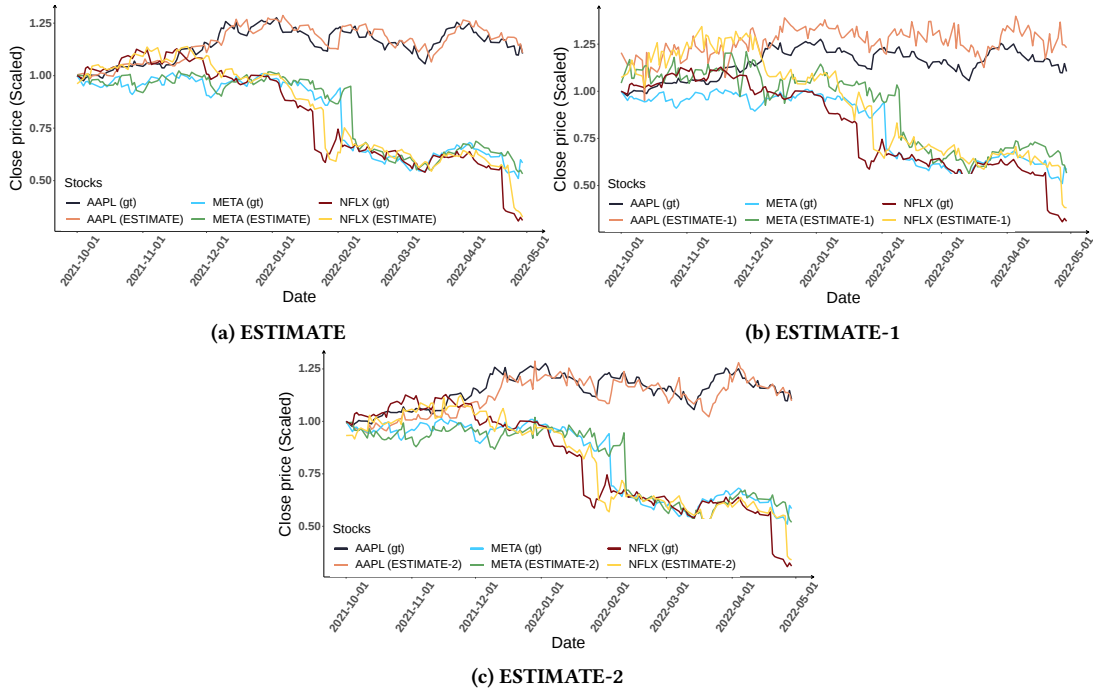 Close price (Scaled)
1.25
1.00
0.75
0.50
Stocks
AAPL (gt) META (gt) NFLX (gt)
AAPL (ESTIMATE) META (ESTIMATE) NFLX (ESTIMATE)
2021-10-01 2021-11-01 2021-12-01 2022-01-01 2022-02-01 2022-03-01 2022-04-01 2022-05-01
Date
(a) ESTIMATE
Close price (Scaled)
1.25
1.00
0.75
0.50
Stocks
AAPL (gt) META (gt) NFLX (gt)
AAPL (ESTIMATE-1) META (ESTIMATE-1) NFLX (ESTIMATE-1)
2021-10-01 2021-11-01 2021-12-01 2022-01-01 2022-02-01 2022-03-01 2022-04-01 2022-05-01
Date
(b) ESTIMATE-1
Close price (Scaled)
1.25
1.00
0.75
0.50
Stocks
AAPL (gt) META (gt) NFLX (gt)
AAPL (ESTIMATE-2) META (ESTIMATE-2) NFLX (ESTIMATE-2)
2021-10-01 2021-11-01 2021-12-01 2022-01-01 2022-02-01 2022-03-01 2022-04-01 2022-05-01
Date
(c) ESTIMATE-2